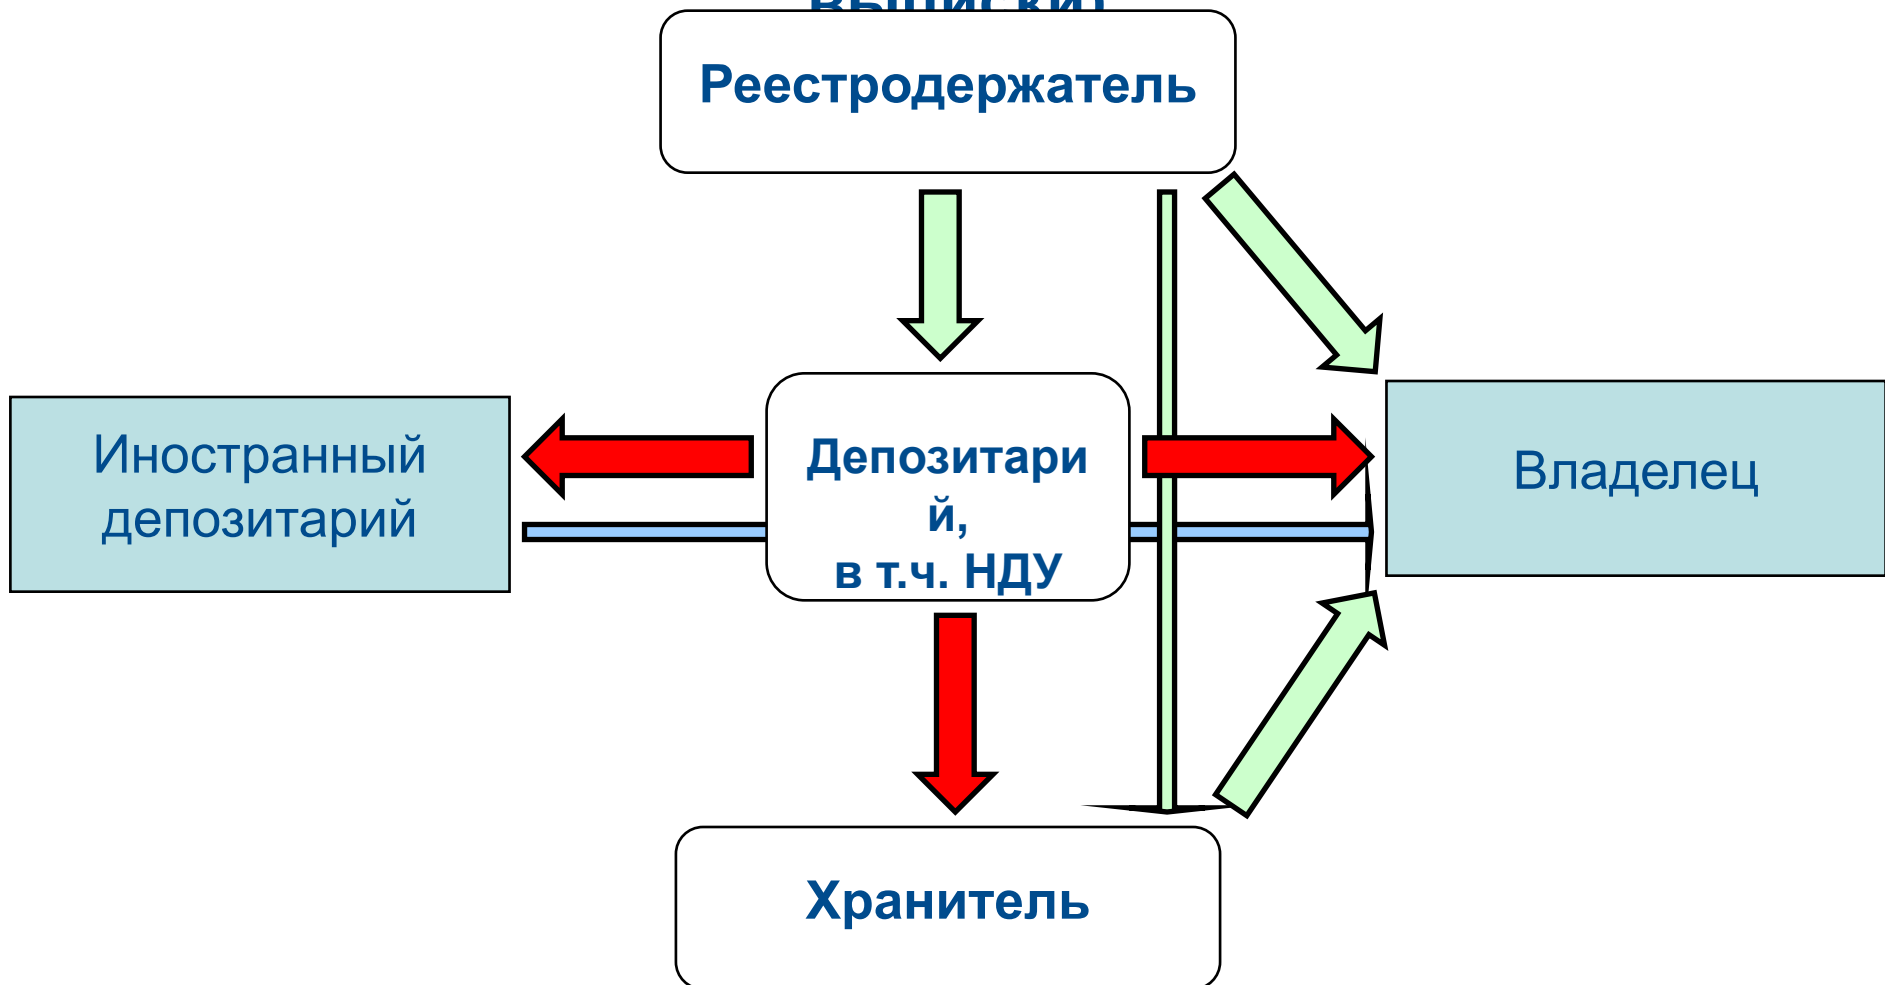 Реестродержатель
Иностранный
депозитарий
Депозитари
й,
в т.ч. НДУ
Владелец
Хранитель